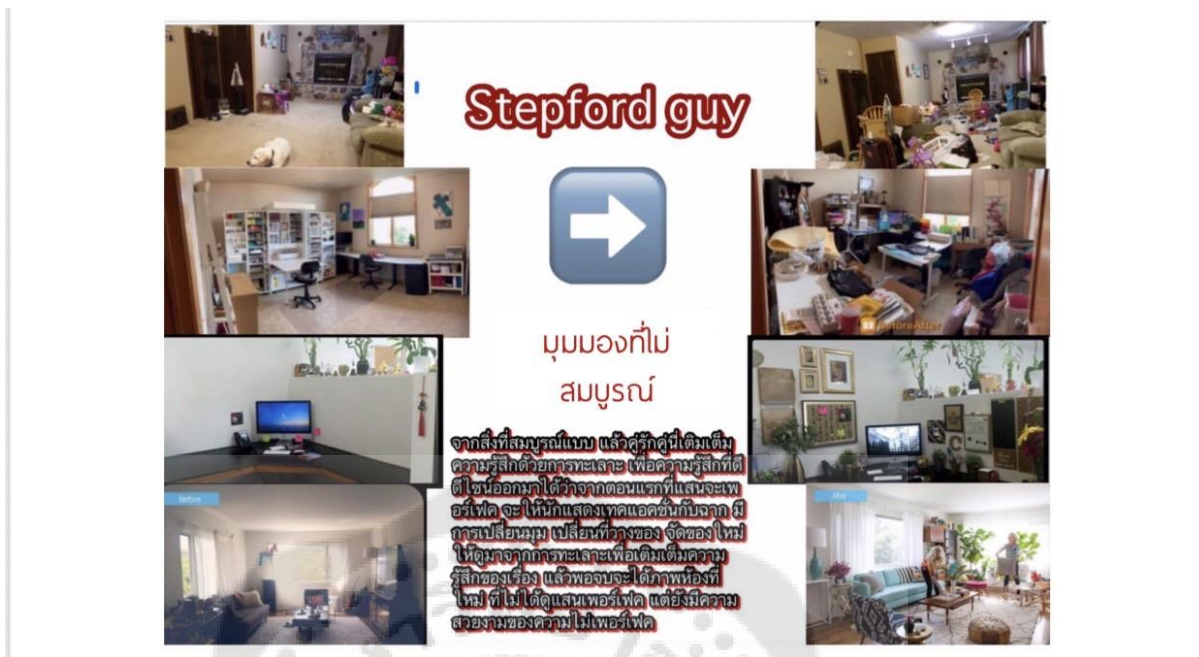 Stepford guy
มุมมองที่ไม่
สมบูรณ์
จากสิ่งที่สมบูรณ์แบบ แล้วคู่รักคู่นี้เติมเต็ม
ความรู้สึกด้วยการทะเลาะ เพื่อความรู้สึกที่ดี
ดีไซน์ออกมาได้ว่าจากตอนแรกที่แสนจะเพ
อร์เฟค จะให้นักแสดงเทคแอคชั่นกับฉาก มี
การเปลี่ยนมุม เปลี่ยนที่วางของ จัดของ ใหม่
ให้ดูมาจากการทะเลาะเพื่อเติมเต็มความ
รู้สึกของเรื่อง แล้วพอจบจะได้ภาพห้องที่
ใหม่ ที่ไม่ได้ดูแสนเพอร์เฟค แต่ยังมีความ
สวยงามของความไม่เพอร์เฟค
BeforeAfter
Before
After